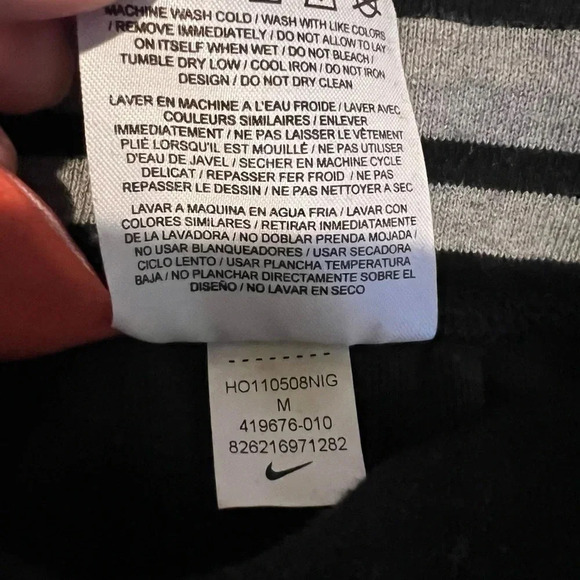 MACHINE WASH COLD / WASH WITH LIKE COLORS
/ REMOVE IMMEDIATELY / DO NOT ALLOW TO LAY
ON ITSELF WHEN WET / DO NOT BLEACH /
TUMBLE DRY LOW / COOL IRON / DO NOT IRON
DESIGN / DO NOT DRY CLEAN
LAVER EN MACHINE A L'EAU FROIDE / LAVER AVEC
COULEURS SIMILAIRES / ENLEVER
IMMEDIATEMENT / NE PAS LAISSER LE VÊTEMENT
PLIÉ LORSQU'IL EST MOUILLÉ / NE PAS UTILISER
D'EAU DE JAVEL / SECHER EN MACHINE CYCLE
DELICAT / REPASSER FER FROID / NE PAS
REPASSER LE DESSIN / NE PAS NETTOYER A SEC
LAVAR A MAQUINA EN AGUA FRIA / LAVAR CON
COLORES SIMILARES / RETIRAR INMEDIATAMENTE
DE LA LAVADORA / NO DOBLAR PRENDA MOJADA /
NO USAR BLANQUEADORES / USAR SECADORA
CICLO LENTO / USAR PLANCHA TEMPERATURA
BAJA / NO PLANCHAR DIRECTAMENTE SOBRE EL
DISEÑO / NO LAVAR EN SECO
HO110508NIG
M
419676-010
826216971282